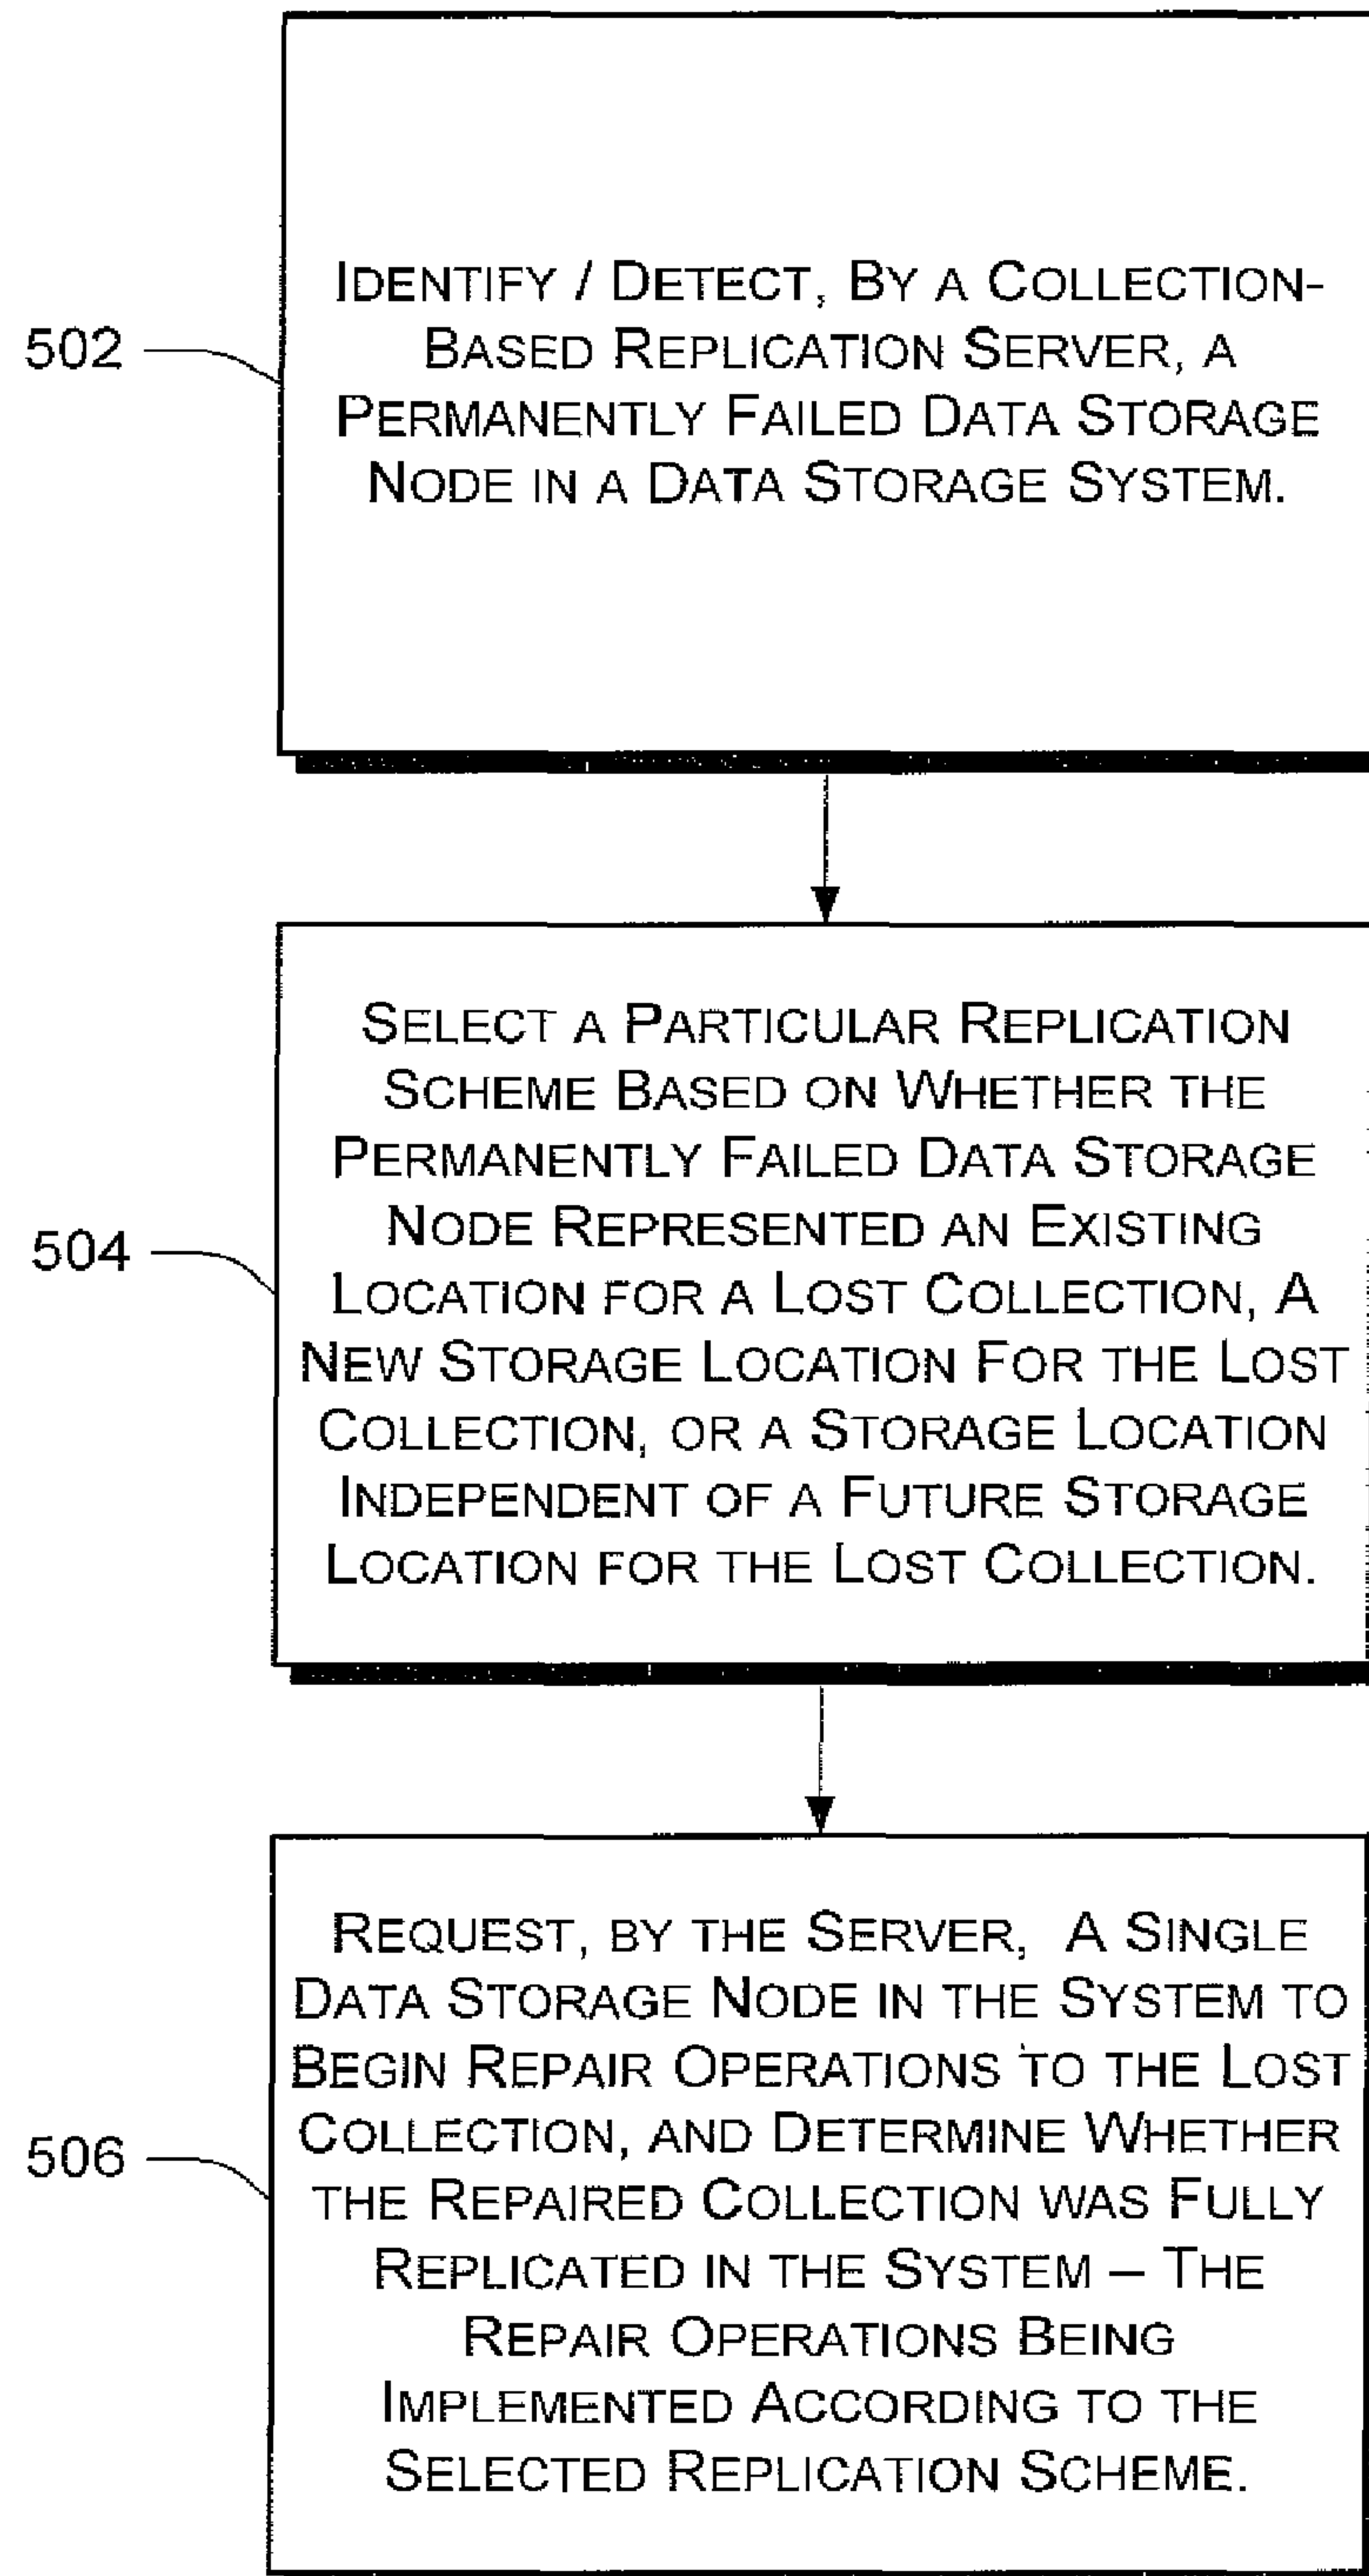 IDENTIFY / DETECT, BY A COLLECTION-
BASED REPLICATION SERVER, A
PERMANENTLY FAILED DATA STORAGE
NODE IN A DATA STORAGE SYSTEM.
502
SELECT A PARTICULAR REPLICATION
SCHEME BASED ON WHETHER THE
PERMANENTLY FAILED DATA STORAGE
NODE REPRESENTED AN EXISTING
LOCATION FOR A LOST COLLECTION, A
NEW STORAGE LOCATION FOR THE LOST
COLLECTION, OR A STORAGE LOCATION
INDEPENDENT OF A FUTURE STORAGE
LOCATION FOR THE LOST COLLECTION.
504
REQUEST, BY THE SERVER, A SINGLE
DATA STORAGE NODE IN THE SYSTEM TO
BEGIN REPAIR OPERATIONS TO THE LOST
COLLECTION, AND DETERMINE WHETHER
THE REPAIRED COLLECTION WAS FULLY
REPLICATED IN THE SYSTEM – THE
REPAIR OPERATIONS BEING
IMPLEMENTED ACCORDING TO THE
SELECTED REPLICATION SCHEME.
506